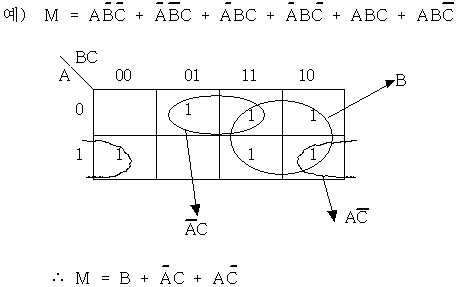 예) M = AB̄C̄ + ĀB̄C + ĀBC + ĀBC̄ + ABC + ABC̄
BC
A 00 01 11 10
B
0 1 1 1
1 1 1 1
ĀC AC̄
∴ M = B + ĀC + AC̄